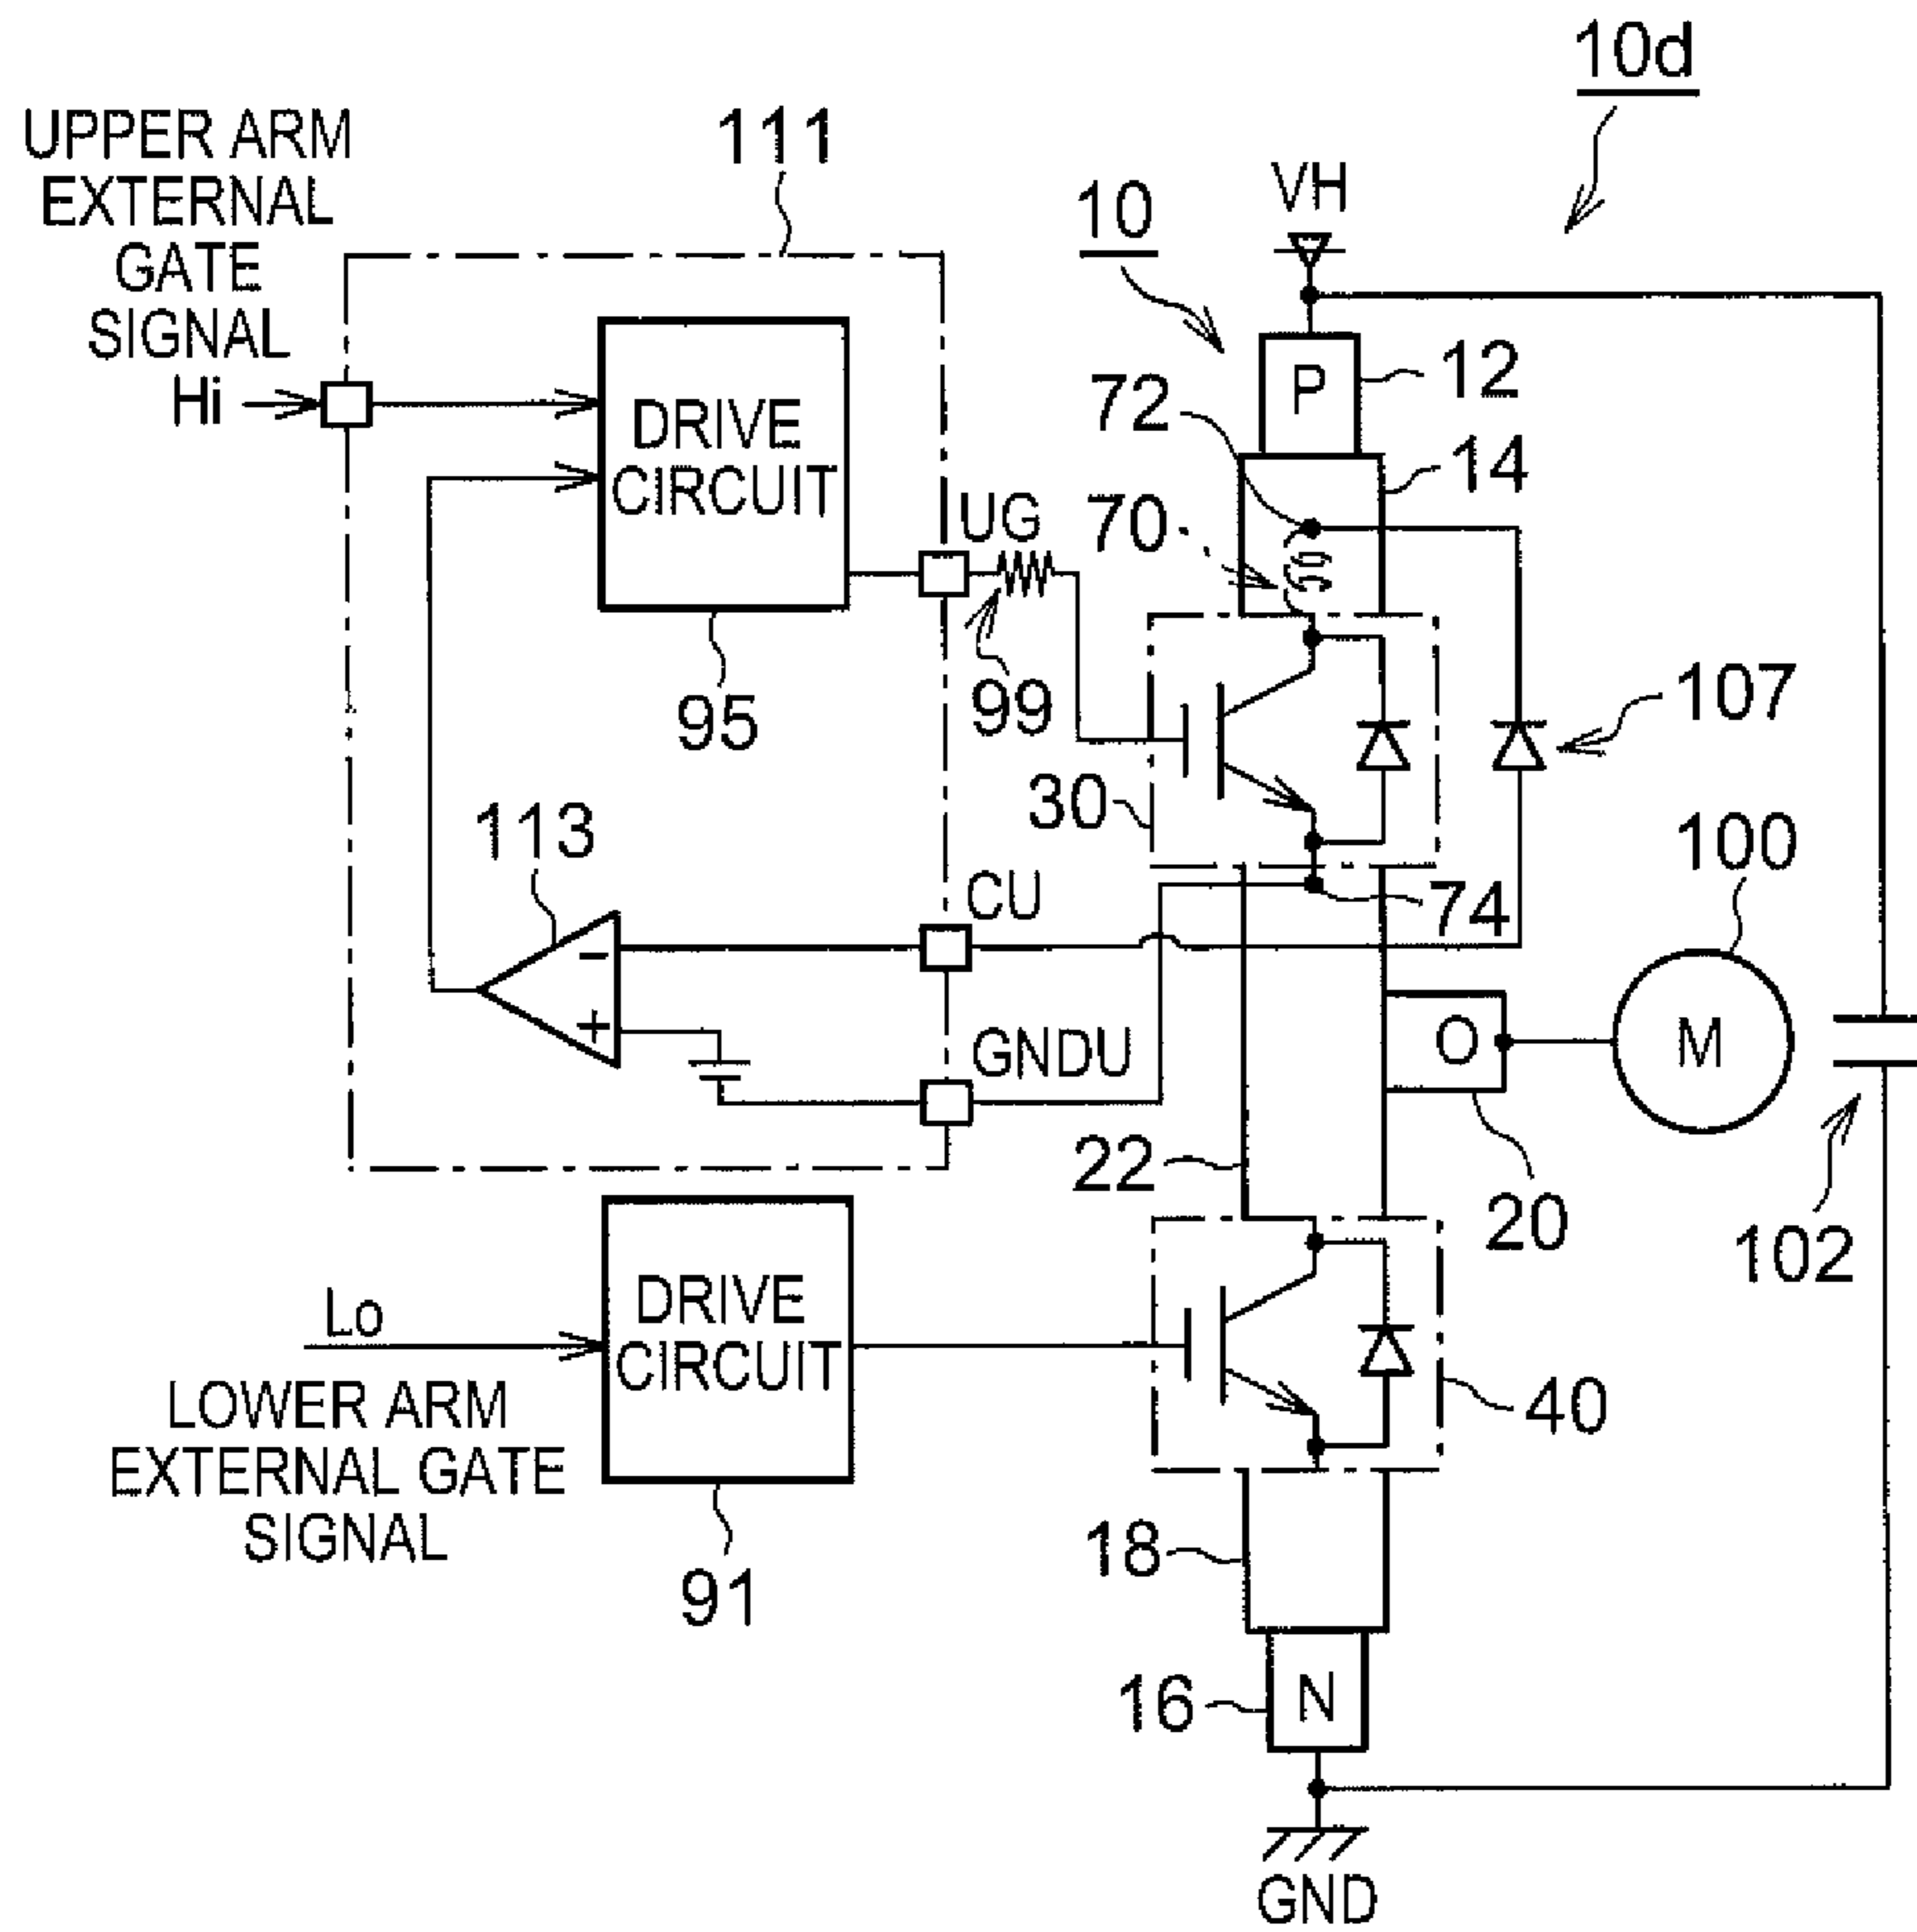 10d
UPPER ARM
EXTERNAL
GATE
SIGNAL
Hi
111
10
VH
P
12
72
14
70
DRIVE
CIRCUIT
UG
95
99
107
30
113
CU
74
100
M
O
GNDU
22
20
102
Lo
DRIVE
CIRCUIT
LOWER ARM
EXTERNAL GATE
SIGNAL
40
91
18
16
N
GND